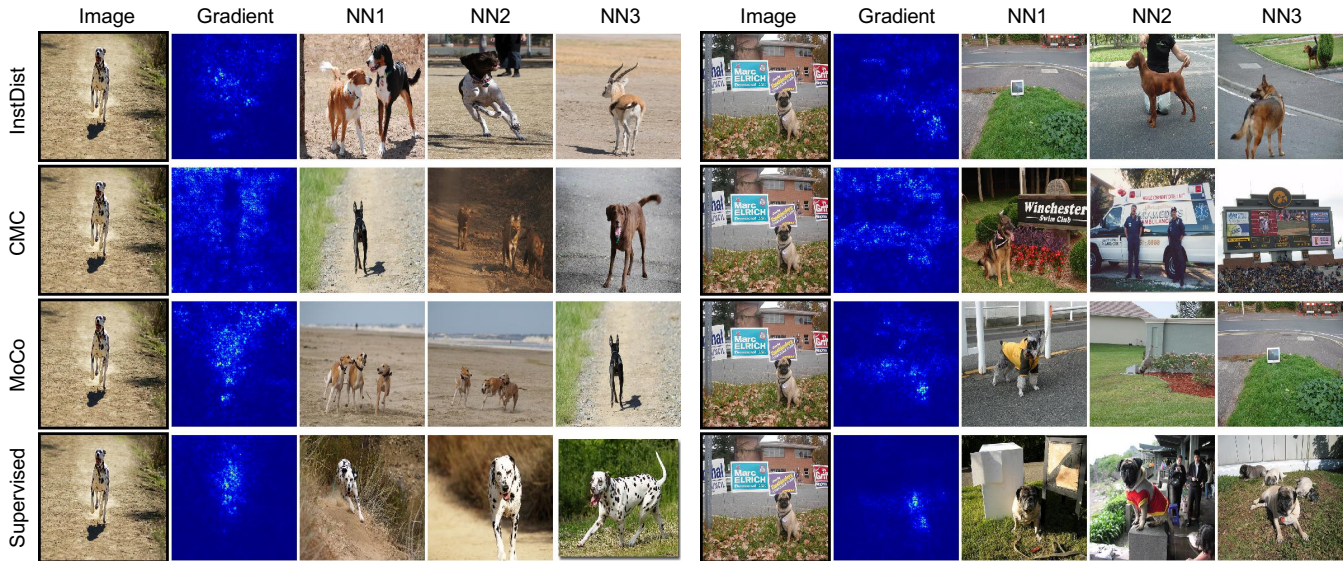 Image Gradient NN1 NN2 NN3 Image Gradient NN1 NN2 NN3
InstDist
Marc
ELRICH
CMC
Marc
ELRICH
Winchester
Swim Club
MoCo
Marc
ELRICH
Supervised
Marc
ELRICH